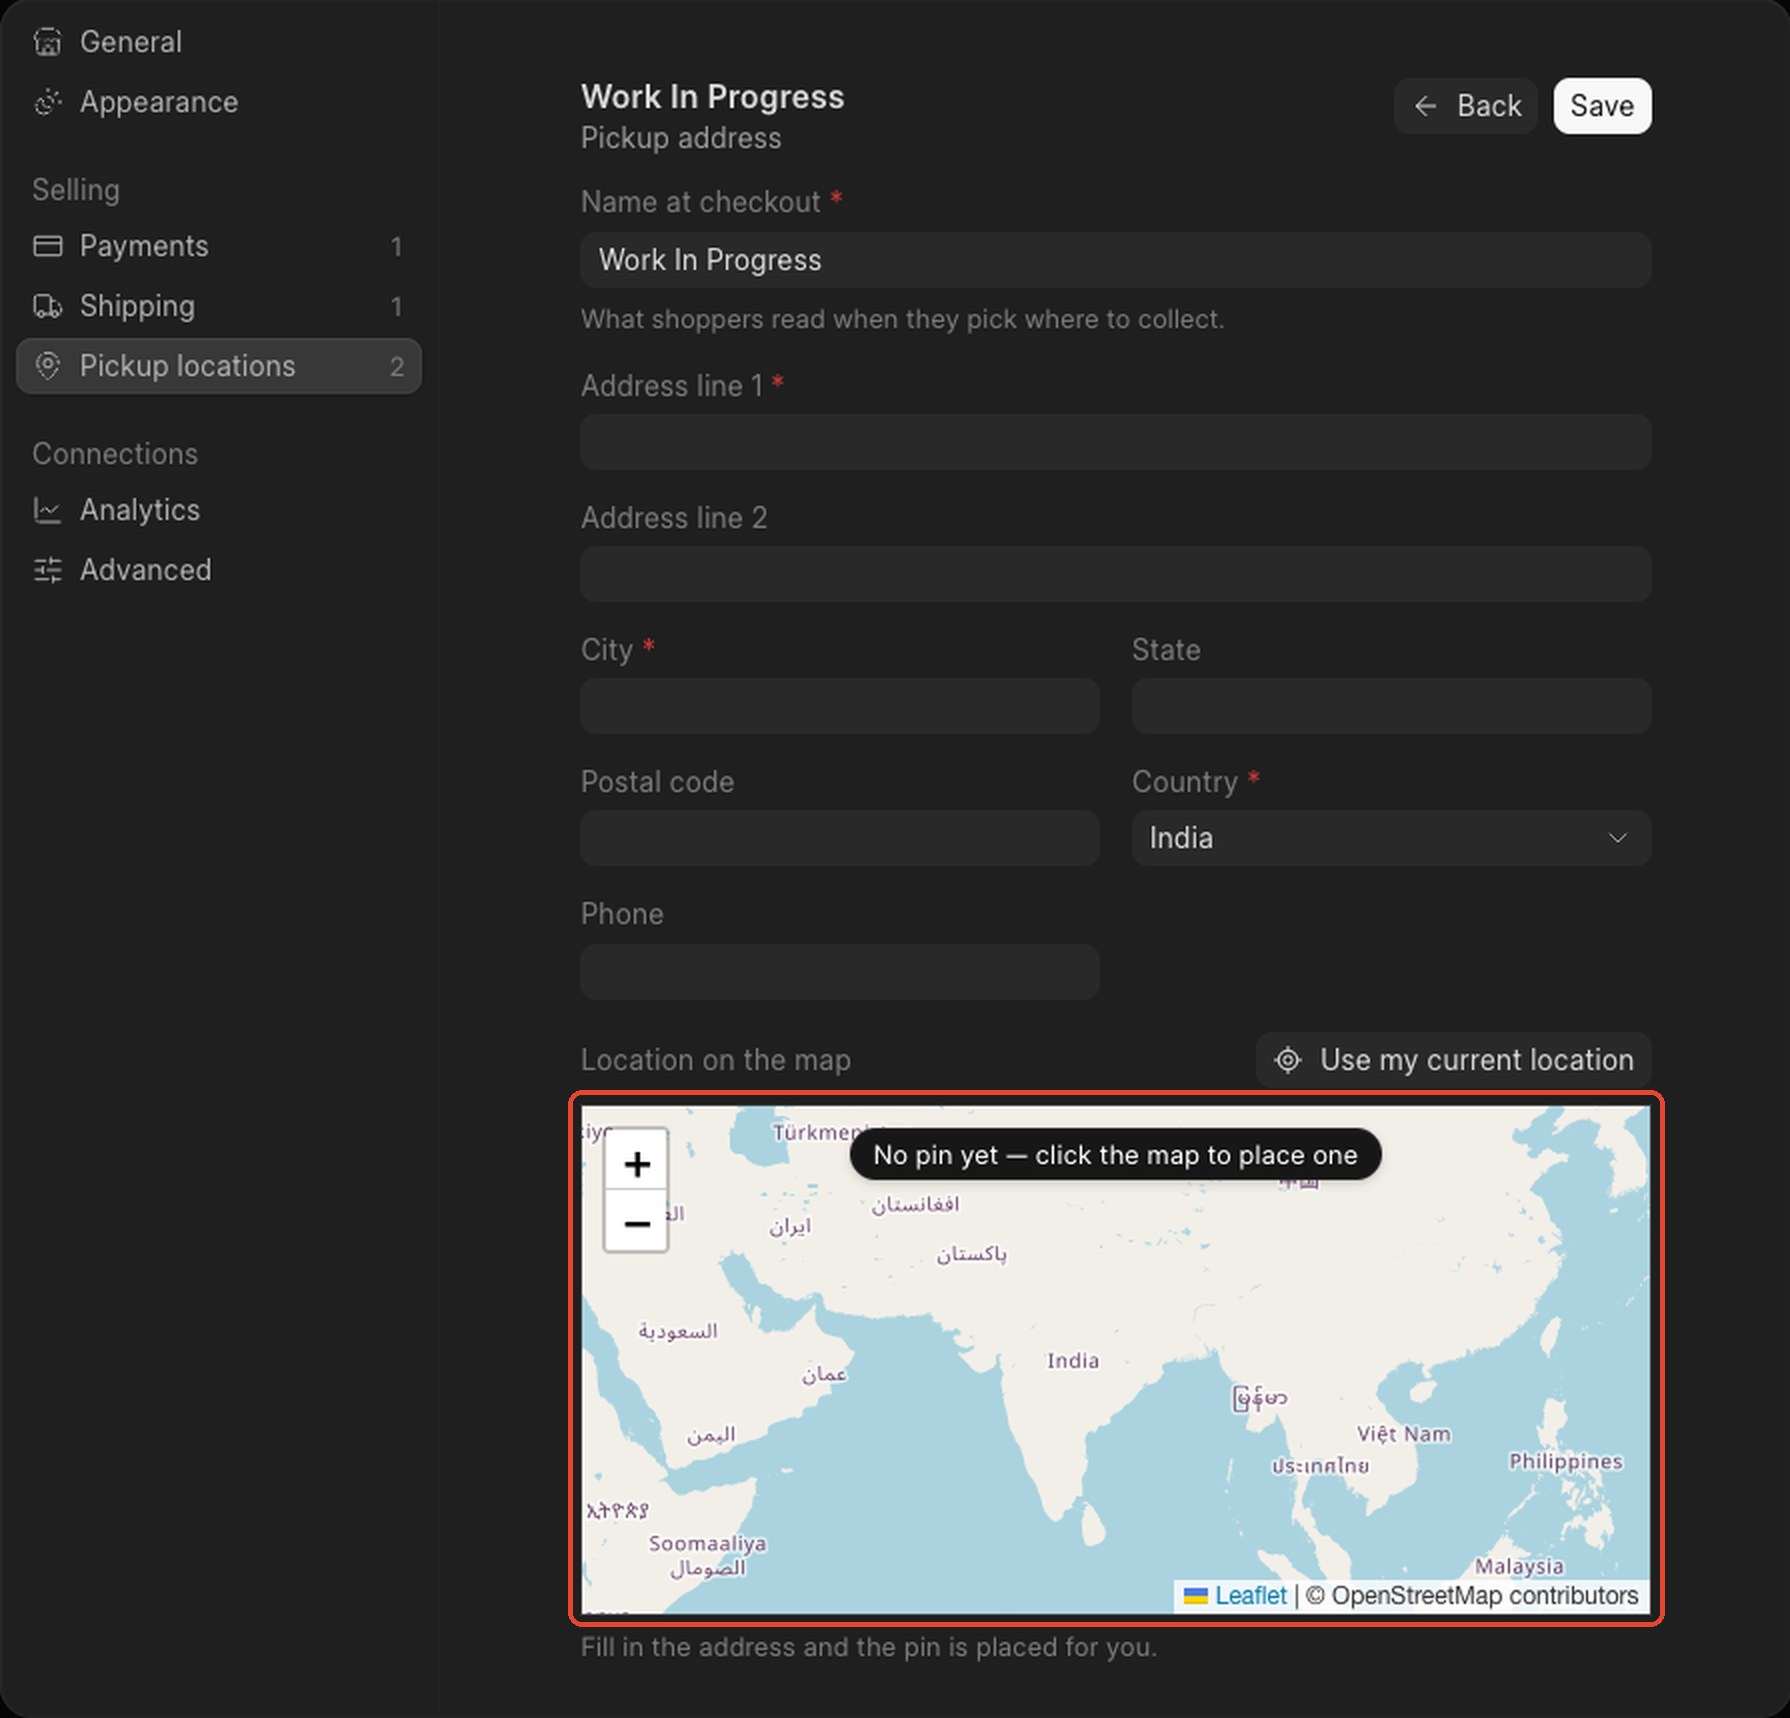 General
Appearance
Selling
Payments 1
Shipping 1
Pickup locations 2
Connections
Analytics
Advanced
Work In Progress
Pickup address
Back
Save
Name at checkout *
Work In Progress
What shoppers read when they pick where to collect.
Address line 1 *
Address line 2
City *
State
Postal code
Country *
India
Phone
Location on the map
Use my current location
No pin yet — click the map to place one
+
−
افغانستان
ایران
پاکستان
السعودية
India
عمان
မြန်မာ
اليمن
Việt Nam
ประเทศไทย
Philippines
ኢትዮጵያ
Soomaaliya
الصومال
Malaysia
Leaflet | © OpenStreetMap contributors
Fill in the address and the pin is placed for you.